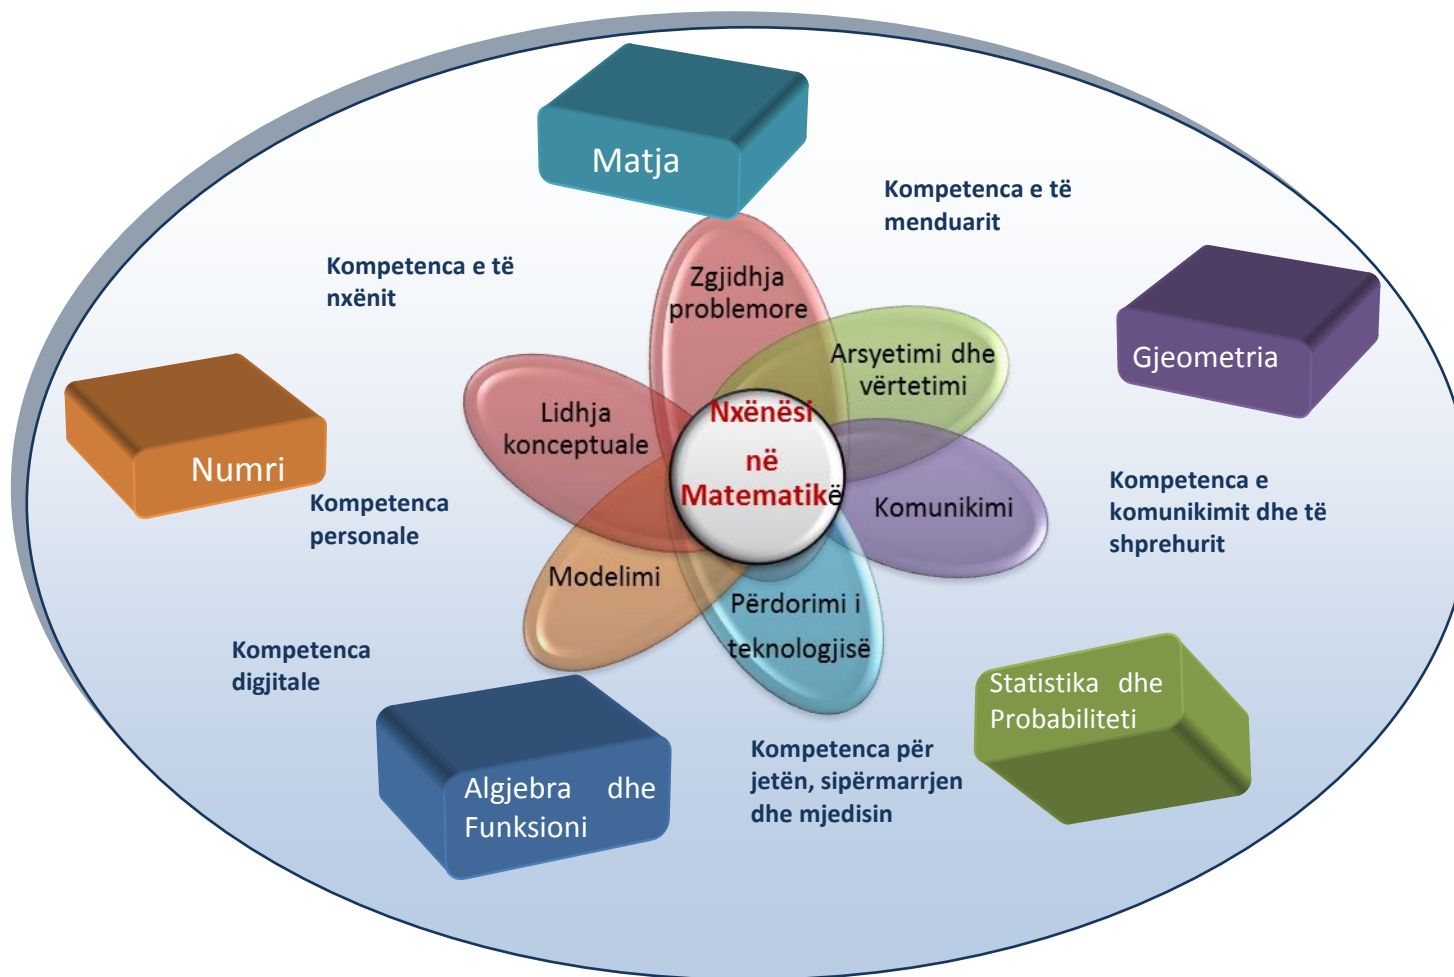 Matja
Kompetenca e të
menduarit
Kompetenca e të
nxënit
Zgjidhja
problemore
Gjeometria
Arsyetimi dhe
vërtetimi
Lidhja
konceptuale
Nxënësi
në
Matematikë
Numri
Kompetenca
personale
Komunikimi
Kompetenca e
komunikimit dhe të
shprehurit
Modelimi
Përdorimi i
teknologjisë
Kompetenca
digjitale
Statistika dhe
Probabiliteti
Algjebra dhe
Funksioni
Kompetenca për
jetën, sipërmarrjen
dhe mjedisin